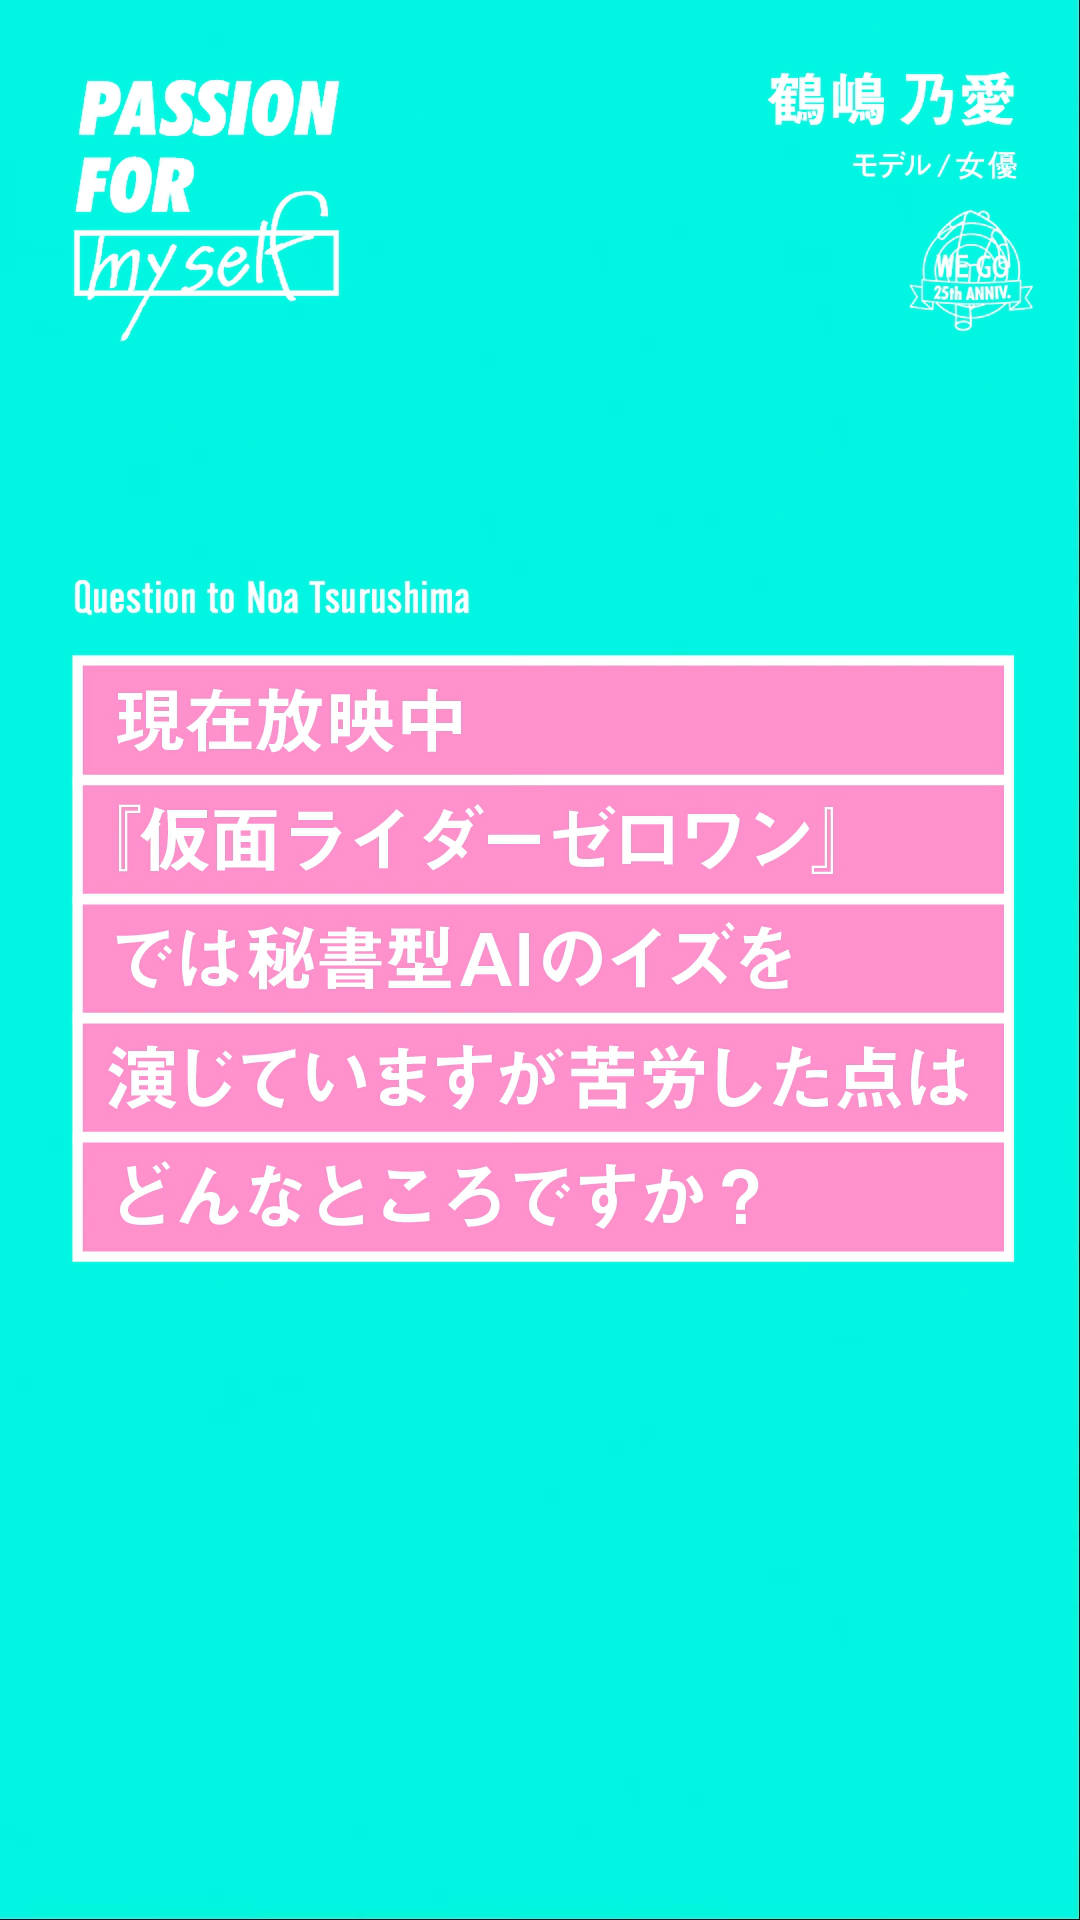 PASSION
FOR
myself
鶴嶋 乃愛
モデル / 女優
WE GO
25th ANNIV.
Question to Noa Tsurushima
現在放映中
『仮面ライダーゼロワン』
では秘書型AIのイズを
演じていますが苦労した点は
どんなところですか？